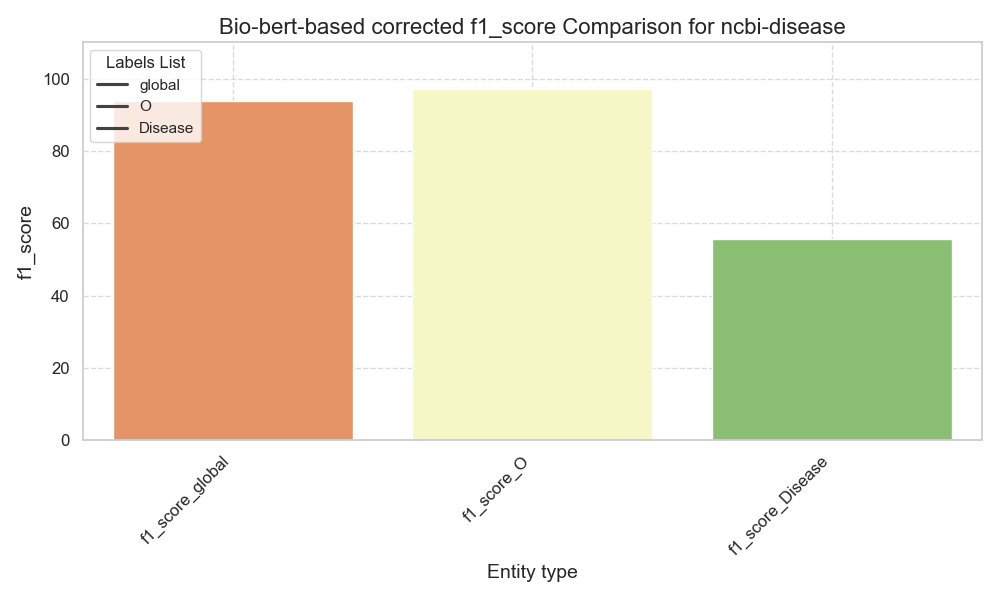 Bio-bert-based corrected f1_score Comparison for ncbi-disease
Labels List
global
O
Disease
f1_score
100
80
60
40
20
0
f1_score_global
f1_score_O
f1_score_Disease
Entity type